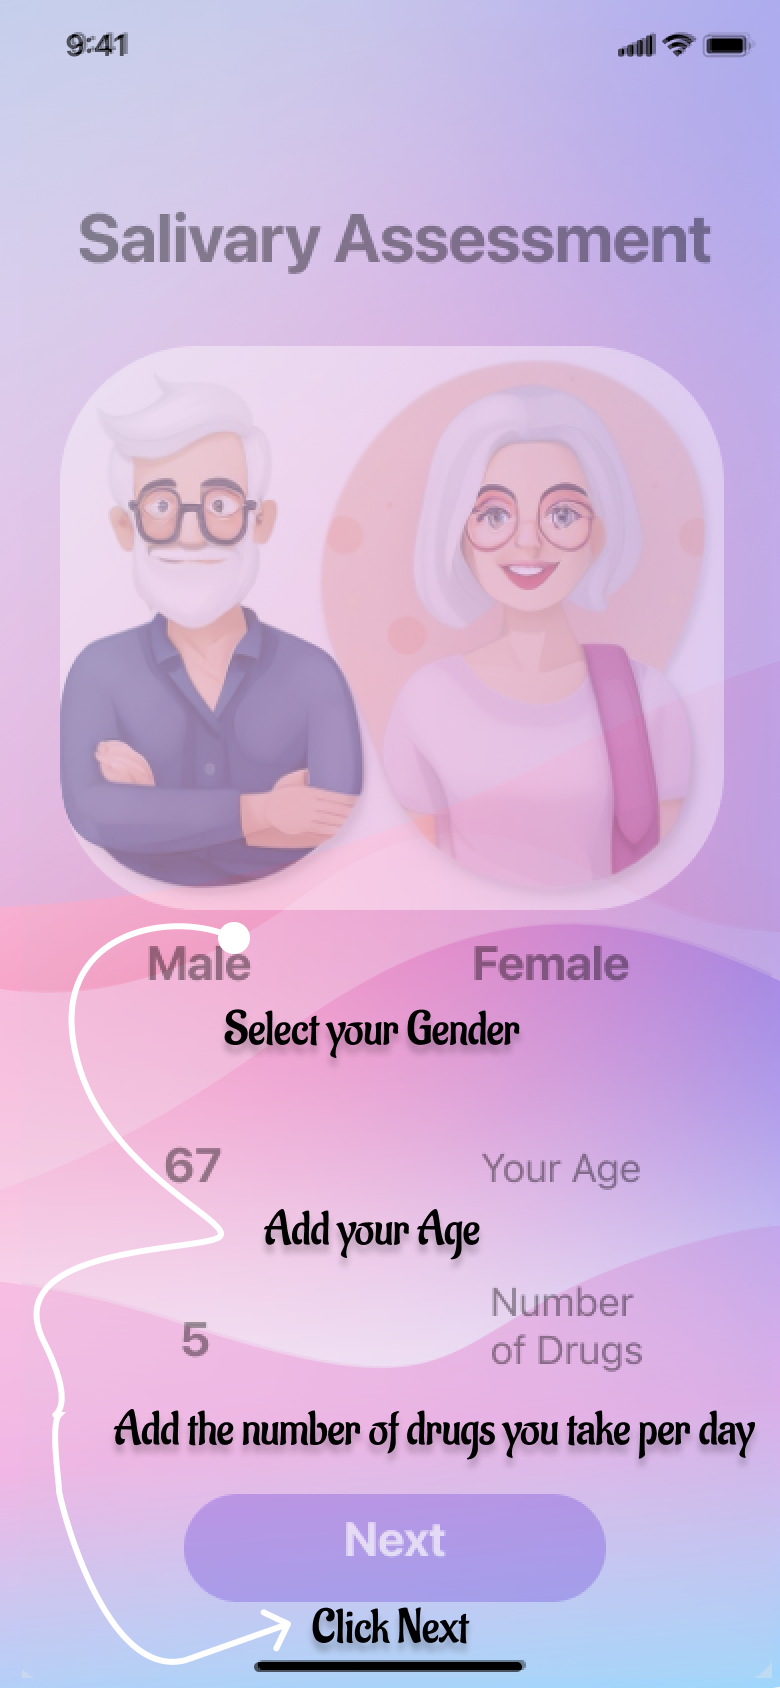 9:41
Salivary Assessment
Male Female
Select your Gender
67 Your Age
Add your Age
Number
5 of Drugs
Add the number of drugs you take per day
Next
Click Next